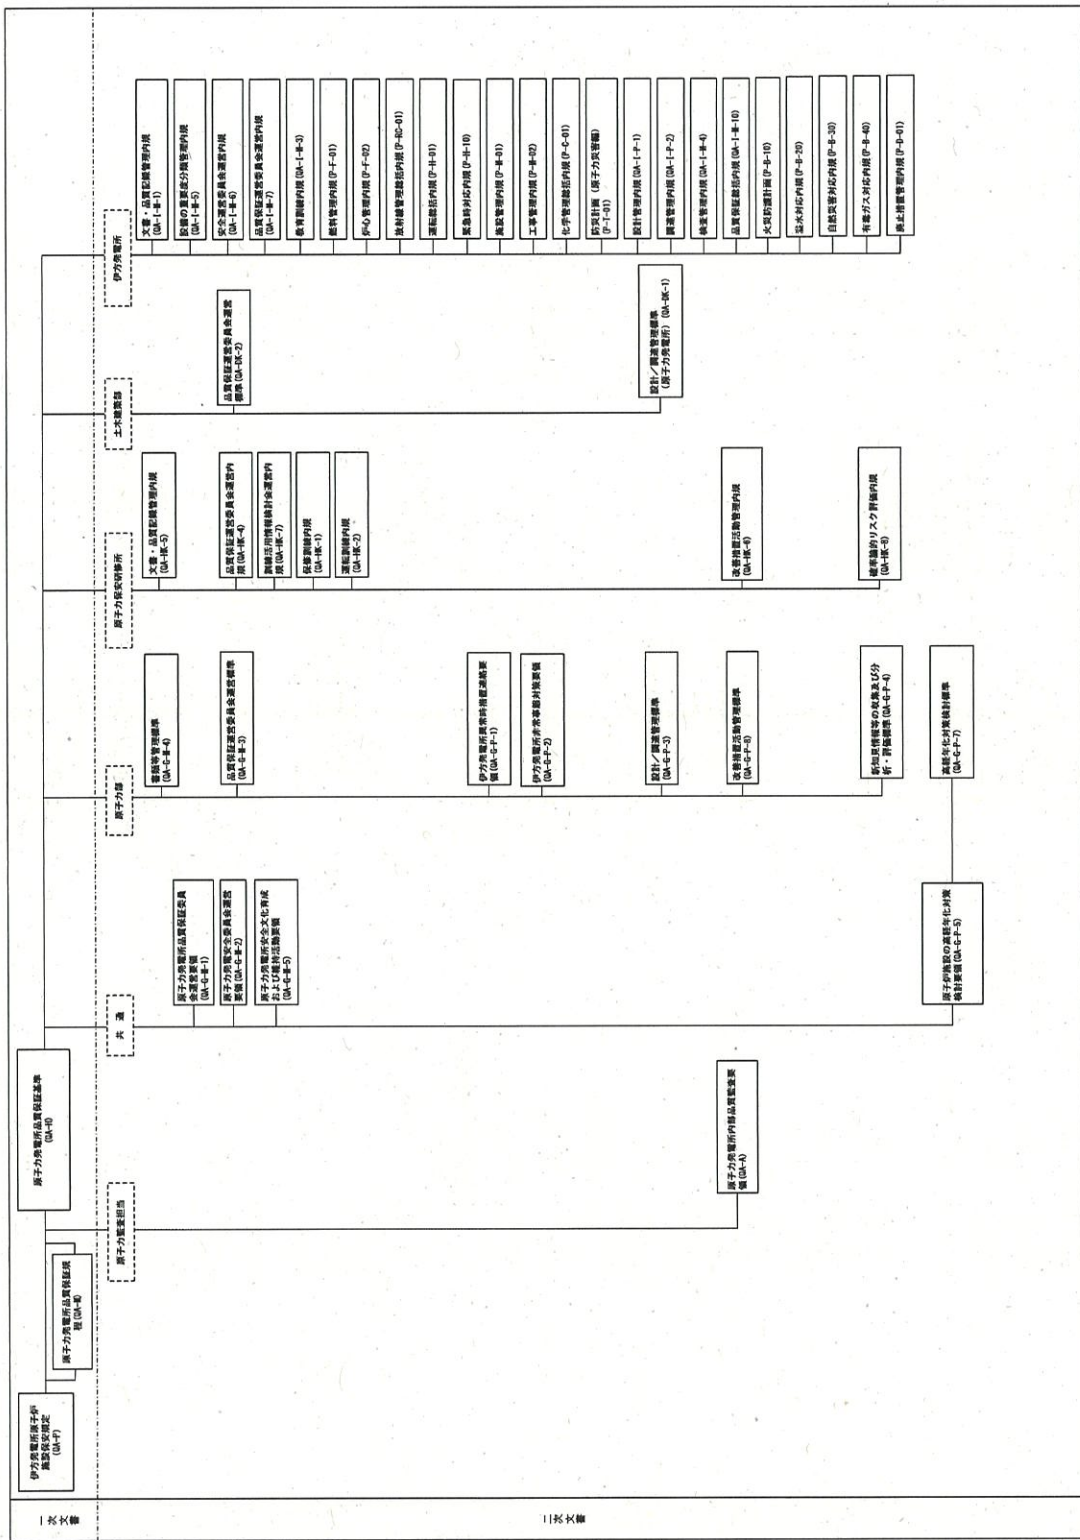 一次文書
伊方発電所原子炉
施設保安規定
(QA-P)
原子力発電所品質保証規
程(QA-M)
原子力発電所品質保証基準
(QA-H)
二次文書
原子力監査担当
原子力発電所内部品質監査要
領(QA-A)
共 通
原子力発電所品質保証委員
会運営要領
(QA-G-M-1)
原子力発電安全委員会運営
要領(QA-G-M-2)
原子力発電所安全文化育成
および維持活動要領
(QA-G-M-5)
原子炉施設の高経年化対策
検討要領(QA-G-P-5)
原子力部
書類等管理標準
(QA-G-M-4)
品質保証運営委員会運営標準
(QA-G-M-3)
伊方発電所異常時措置連絡要
領(QA-G-P-1)
伊方発電所非常事態対策要領
(QA-G-P-2)
設計／調達管理標準
(QA-G-P-3)
改善措置活動管理標準
(QA-G-P-8)
新知見情報等の収集及び分
析・評価標準(QA-G-P-4)
高経年化対策検討標準
(QA-G-P-7)
原子力保安研修所
文書・品質記録管理内規
(QA-HK-5)
品質保証運営委員会運営内
規(QA-HK-4)
訓練活用情報検討会運営内
規(QA-HK-7)
保修訓練内規
(QA-HK-1)
運転訓練内規
(QA-HK-2)
改善措置活動管理内規
(QA-HK-6)
確率論的リスク評価内規
(QA-HK-8)
土木建築部
品質保証運営委員会運営
標準(QA-DK-2)
設計／調達管理標準
(原子力発電所)(QA-DK-1)
伊方発電所
文書・品質記録管理内規
(QA-I-M-1)
設備の重要度分類管理内規
(QA-I-M-5)
安全運営委員会運営内規
(QA-I-M-6)
品質保証運営委員会運営内規
(QA-I-M-7)
教育訓練内規(QA-I-M-3)
燃料管理内規(P-F-01)
炉心管理内規(P-F-02)
放射線管理総括内規(P-RC-01)
運転総括内規(P-H-01)
緊急時対応内規(P-H-10)
施設管理内規(P-M-01)
工事管理内規(P-M-02)
化学管理総括内規(P-C-01)
防災計画（原子力災害編）
(P-T-01)
設計管理内規(QA-I-P-1)
調達管理内規(QA-I-P-2)
検査管理内規(QA-I-M-4)
品質保証総括内規(QA-I-M-10)
火災防護計画(P-B-10)
溢水対応内規(P-B-20)
自然災害対応内規(P-B-30)
有毒ガス対応内規(P-B-40)
廃止措置管理内規(P-D-01)